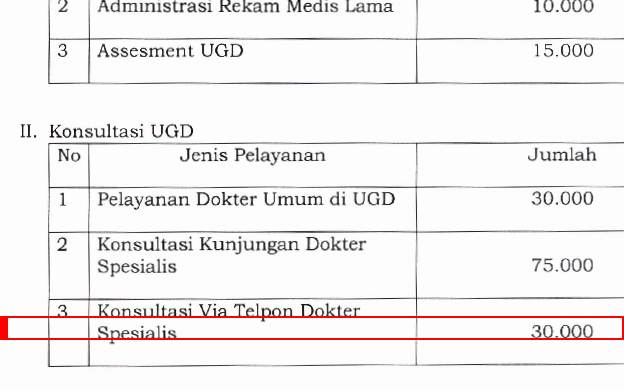 2 Administrasi Rekam Medis Lama 10.000
3 Assesment UGD 15.000
II. Konsultasi UGD
No Jenis Pelayanan Jumlah
1 Pelayanan Dokter Umum di UGD 30.000
2 Konsultasi Kunjungan Dokter
Spesialis 75.000
3 Konsultasi Via Telpon Dokter
Spesialis 30.000